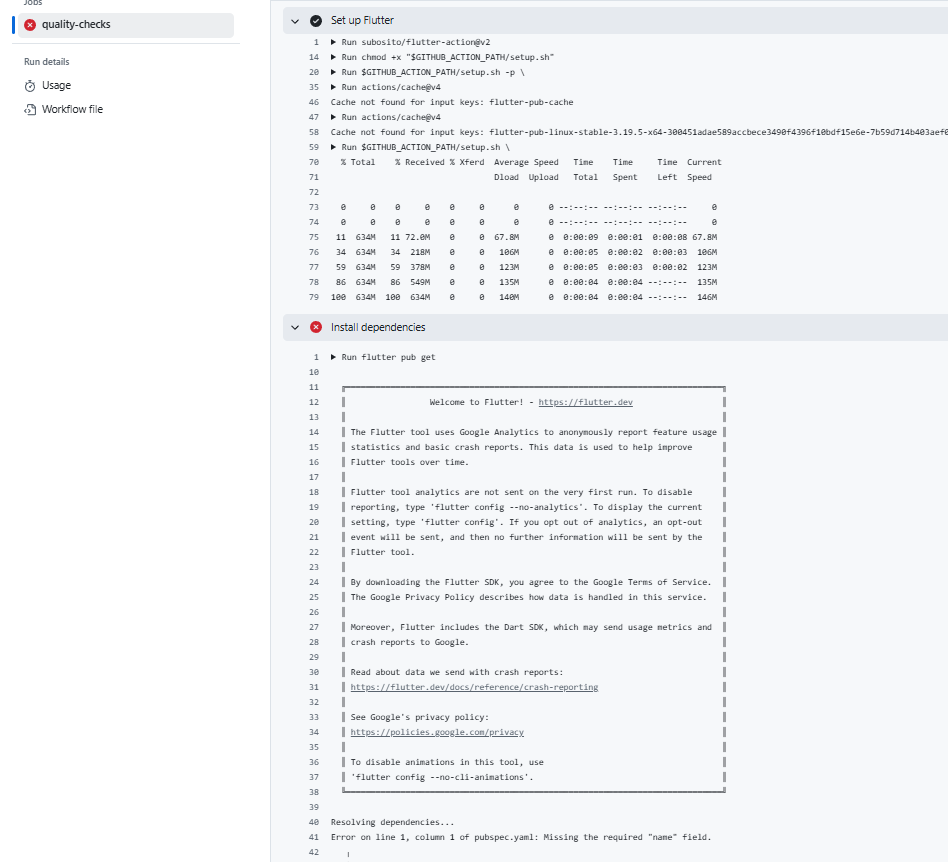 Jobs
quality-checks
Run details
Usage
Workflow file
Set up Flutter
1 Run subosito/flutter-action@v2
14 Run chmod +x "$GITHUB_ACTION_PATH/setup.sh"
20 Run $GITHUB_ACTION_PATH/setup.sh -p \
35 Run actions/cache@v4
46 Cache not found for input keys: flutter-pub-cache
47 Run actions/cache@v4
58 Cache not found for input keys: flutter-pub-linux-stable-3.19.5-x64-300451adae589accbece3490f4396f10bdf15e6e-7b59d714b403aef0
59 Run $GITHUB_ACTION_PATH/setup.sh \
70 % Total % Received % Xferd Average Speed Time Time Time Current
71 Dload Upload Total Spent Left Speed
72
73 0 0 0 0 0 0 0 0 --:--:-- --:--:-- --:--:-- 0
74 0 0 0 0 0 0 0 0 --:--:-- --:--:-- --:--:-- 0
75 11 634M 11 72.0M 0 0 67.8M 0 0:00:09 0:00:01 0:00:08 67.8M
76 34 634M 34 218M 0 0 106M 0 0:00:05 0:00:02 0:00:03 106M
77 59 634M 59 378M 0 0 123M 0 0:00:05 0:00:03 0:00:02 123M
78 86 634M 86 549M 0 0 135M 0 0:00:04 0:00:04 --:--:-- 135M
79 100 634M 100 634M 0 0 140M 0 0:00:04 0:00:04 --:--:-- 146M
Install dependencies
1 Run flutter pub get
10
11
12 Welcome to Flutter! - https://flutter.dev
13
14 The Flutter tool uses Google Analytics to anonymously report feature usage
15 statistics and basic crash reports. This data is used to help improve
16 Flutter tools over time.
17
18 Flutter tool analytics are not sent on the very first run. To disable
19 reporting, type 'flutter config --no-analytics'. To display the current
20 setting, type 'flutter config'. If you opt out of analytics, an opt-out
21 event will be sent, and then no further information will be sent by the
22 Flutter tool.
23
24 By downloading the Flutter SDK, you agree to the Google Terms of Service.
25 The Google Privacy Policy describes how data is handled in this service.
26
27 Moreover, Flutter includes the Dart SDK, which may send usage metrics and
28 crash reports to Google.
29
30 Read about data we send with crash reports:
31 https://flutter.dev/docs/reference/crash-reporting
32
33 See Google's privacy policy:
34 https://policies.google.com/privacy
35
36 To disable animations in this tool, use
37 'flutter config --no-cli-animations'.
38
39
40 Resolving dependencies...
41 Error on line 1, column 1 of pubspec.yaml: Missing the required "name" field.
42